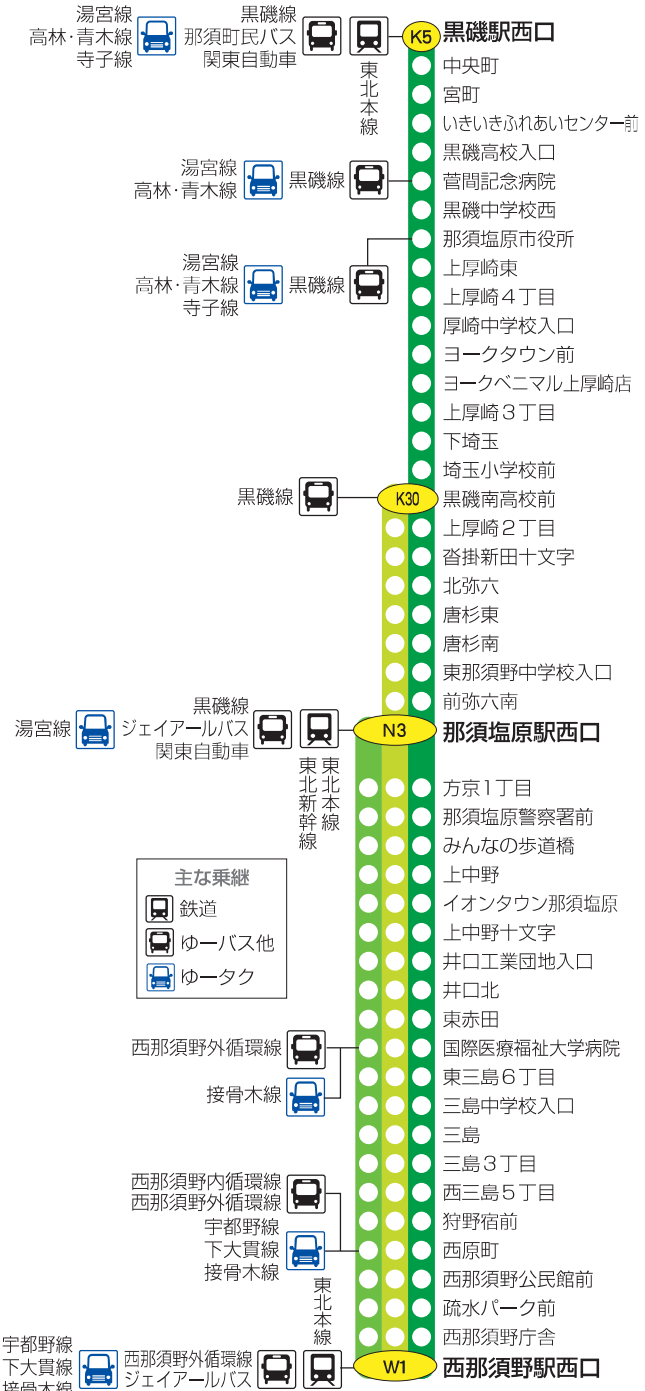 湯宮線
高林・青木線
寺子線
黒磯線
那須町民バス
関東自動車
東北本線
K5
黒磯駅西口
中央町
宮町
いきいきふれあいセンター前
黒磯高校入口
湯宮線
高林・青木線
黒磯線
菅間記念病院
黒磯中学校西
那須塩原市役所
湯宮線
高林・青木線
寺子線
黒磯線
上厚崎東
上厚崎4丁目
厚崎中学校入口
ヨークタウン前
ヨークベニマル上厚崎店
上厚崎3丁目
下埼玉
埼玉小学校前
黒磯線
K30
黒磯南高校前
上厚崎2丁目
沓掛新田十文字
北弥六
唐杉東
唐杉南
東那須野中学校入口
前弥六南
湯宮線
黒磯線
ジェイアールバス
関東自動車
東北新幹線
東北本線
N3
那須塩原駅西口
方京1丁目
那須塩原警察署前
みんなの歩道橋
上中野
イオンタウン那須塩原
上中野十文字
井口工業団地入口
井口北
東赤田
主な乗継
鉄道
ゆーバス他
ゆータク
西那須野外循環線
接骨木線
国際医療福祉大学病院
東三島6丁目
三島中学校入口
三島
三島3丁目
西三島5丁目
狩野宿前
西那須野内循環線
西那須野外循環線
宇都野線
下大貫線
接骨木線
西原町
西那須野公民館前
疏水パーク前
西那須野庁舎
東北本線
宇都野線
下大貫線
接骨木線
西那須野外循環線
ジェイアールバス
W1
西那須野駅西口